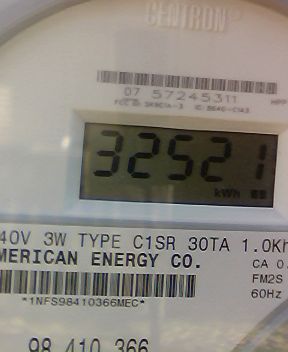 CENTRON®
07 57245311
32521
kWh
40V 3W TYPE C1SR 30TA 1.0Kh
MERICAN ENERGY CO.
CA 0.
FM2S
*1NFS98410366MEC*
60Hz
98 410 366